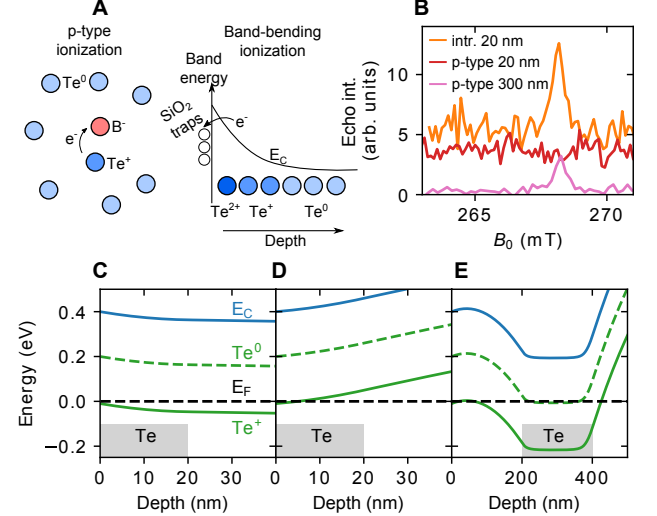 A
p-type
ionization
Te⁰
B⁻
e⁻
Te⁺
Band-bending
ionization
Band
energy
SiO₂
traps
e⁻
E_C
Te²⁺ Te⁺ Te⁰
Depth
B
intr. 20 nm
p-type 20 nm
p-type 300 nm
Echo int.
(arb. units)
10
5
0
265 270
B₀ (mT)
C D E
Energy (eV)
0.4
0.2
0.0
−0.2
E_C
Te⁰
E_F
Te⁺
Te
Te
Te
0 10 20 30
0 10 20 30
0 200 400
Depth (nm) Depth (nm) Depth (nm)